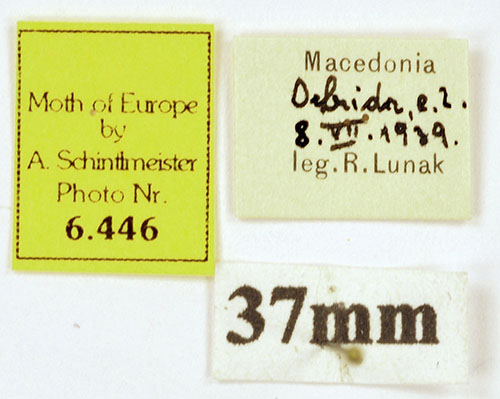 Moth of Europe
by
A. Schintlmeister
Photo Nr.
6.446
Macedonia
e.l.
8.VII.1939.
leg. R. Lunak
37mm